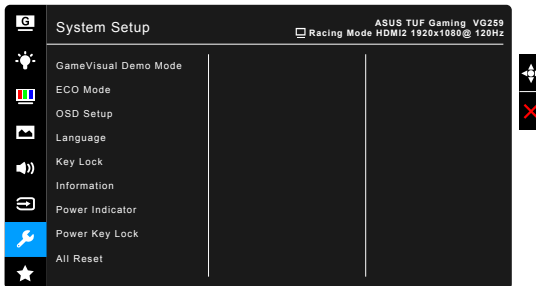 G
System Setup
ASUS TUF Gaming VG259
Racing Mode HDMI2 1920x1080@ 120Hz
GameVisual Demo Mode
ECO Mode
OSD Setup
Language
Key Lock
Information
Power Indicator
Power Key Lock
All Reset